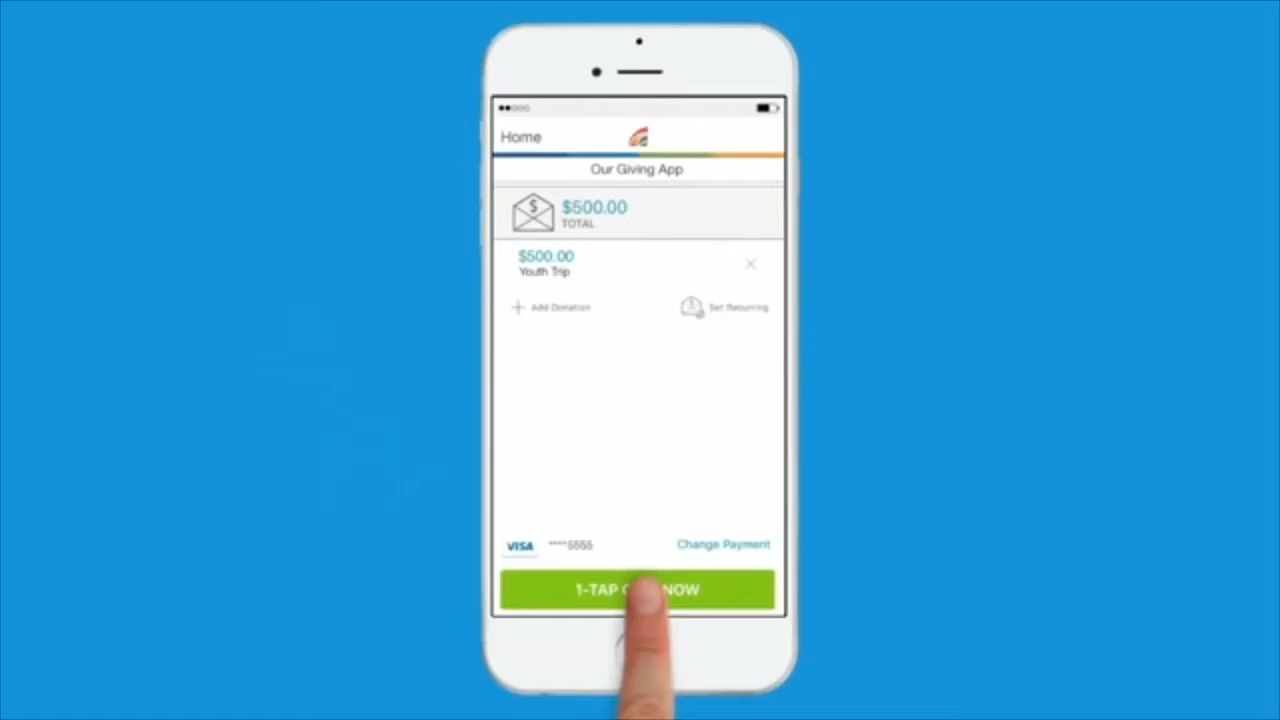 Home
Our Giving App
$500.00
TOTAL
$500.00
Youth Trip
Add Donation
Set Recurring
VISA ****5555
Change Payment
1-TAP G NOW